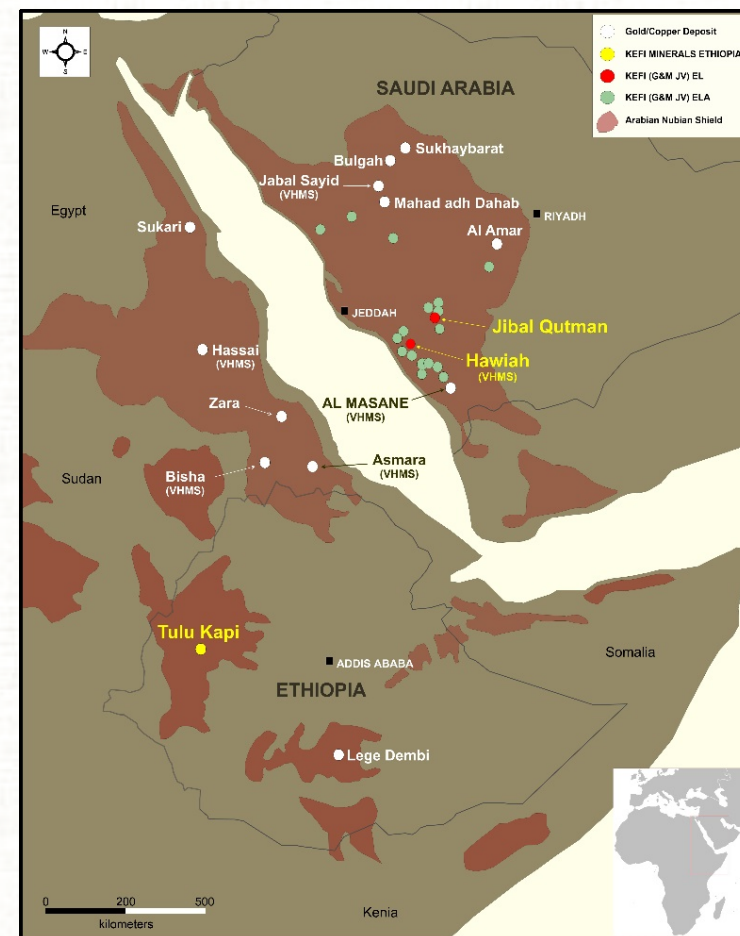 N
W
E
S
Gold/Copper Deposit
KEFI MINERALS ETHIOPIA
KEFI (G&M JV) EL
KEFI (G&M JV) ELA
Arabian Nubian Shield
SAUDI ARABIA
Sukhaybarat
Bulgah
Jabal Sayid
(VHMS)
Mahad adh Dahab
Egypt
RIYADH
Sukari
Al Amar
JEDDAH
Jibal Qutman
Hassai
(VHMS)
Hawiah
(VHMS)
AL MASANE
(VHMS)
Zara
Asmara
(VHMS)
Sudan
Bisha
(VHMS)
Tulu Kapi
Somalia
ADDIS ABABA
ETHIOPIA
Lege Dembi
0 200 500
kilometers
Kenia